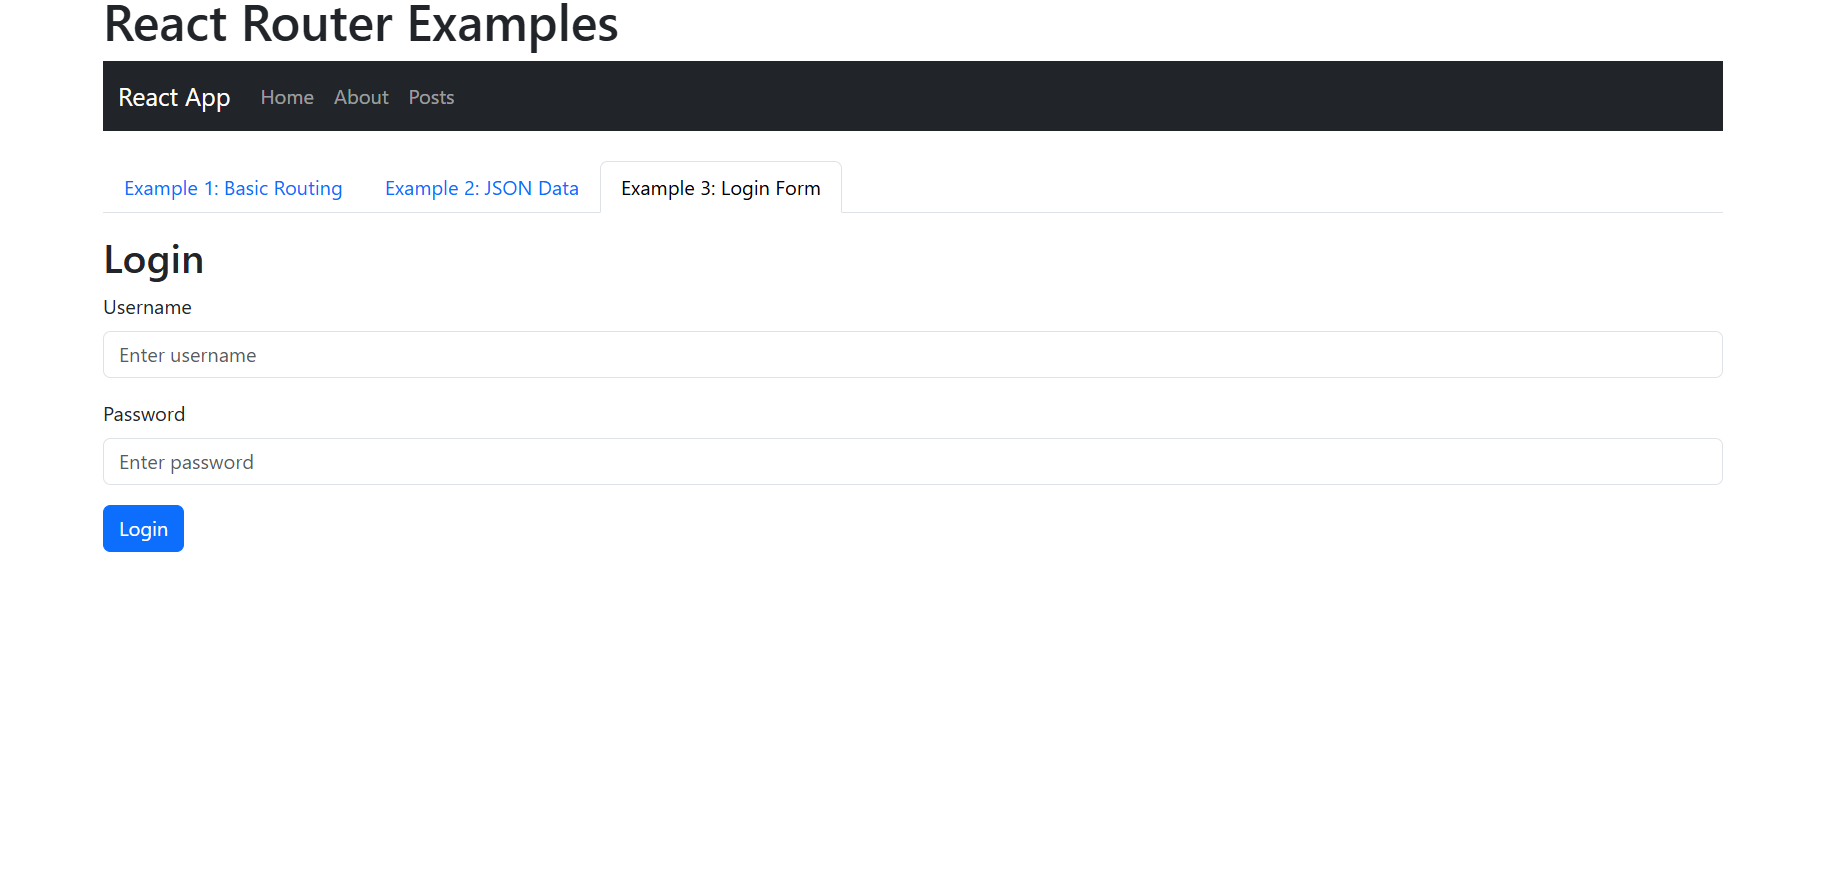 React Router Examples
React App Home About Posts
Example 1: Basic Routing Example 2: JSON Data Example 3: Login Form
Login
Username
Enter username
Password
Enter password
Login